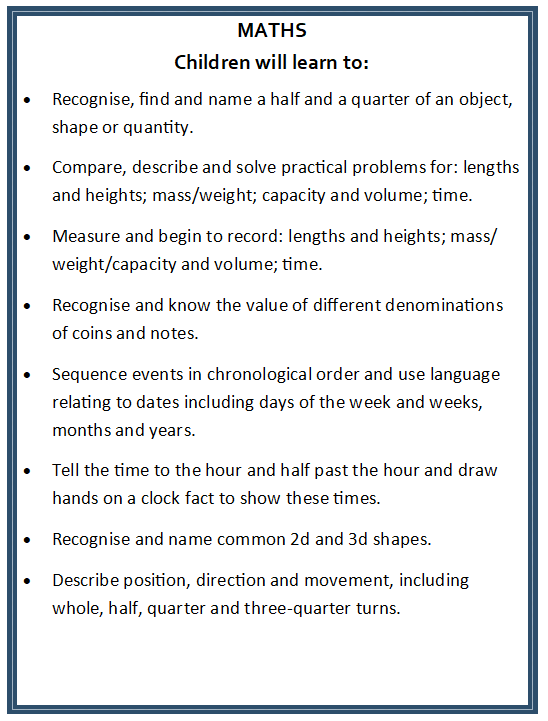 MATHS
Children will learn to:
• Recognise, find and name a half and a quarter of an object,
shape or quantity.
• Compare, describe and solve practical problems for: lengths
and heights; mass/weight; capacity and volume; time.
• Measure and begin to record: lengths and heights; mass/
weight/capacity and volume; time.
• Recognise and know the value of different denominations
of coins and notes.
• Sequence events in chronological order and use language
relating to dates including days of the week and weeks,
months and years.
• Tell the time to the hour and half past the hour and draw
hands on a clock fact to show these times.
• Recognise and name common 2d and 3d shapes.
• Describe position, direction and movement, including
whole, half, quarter and three-quarter turns.